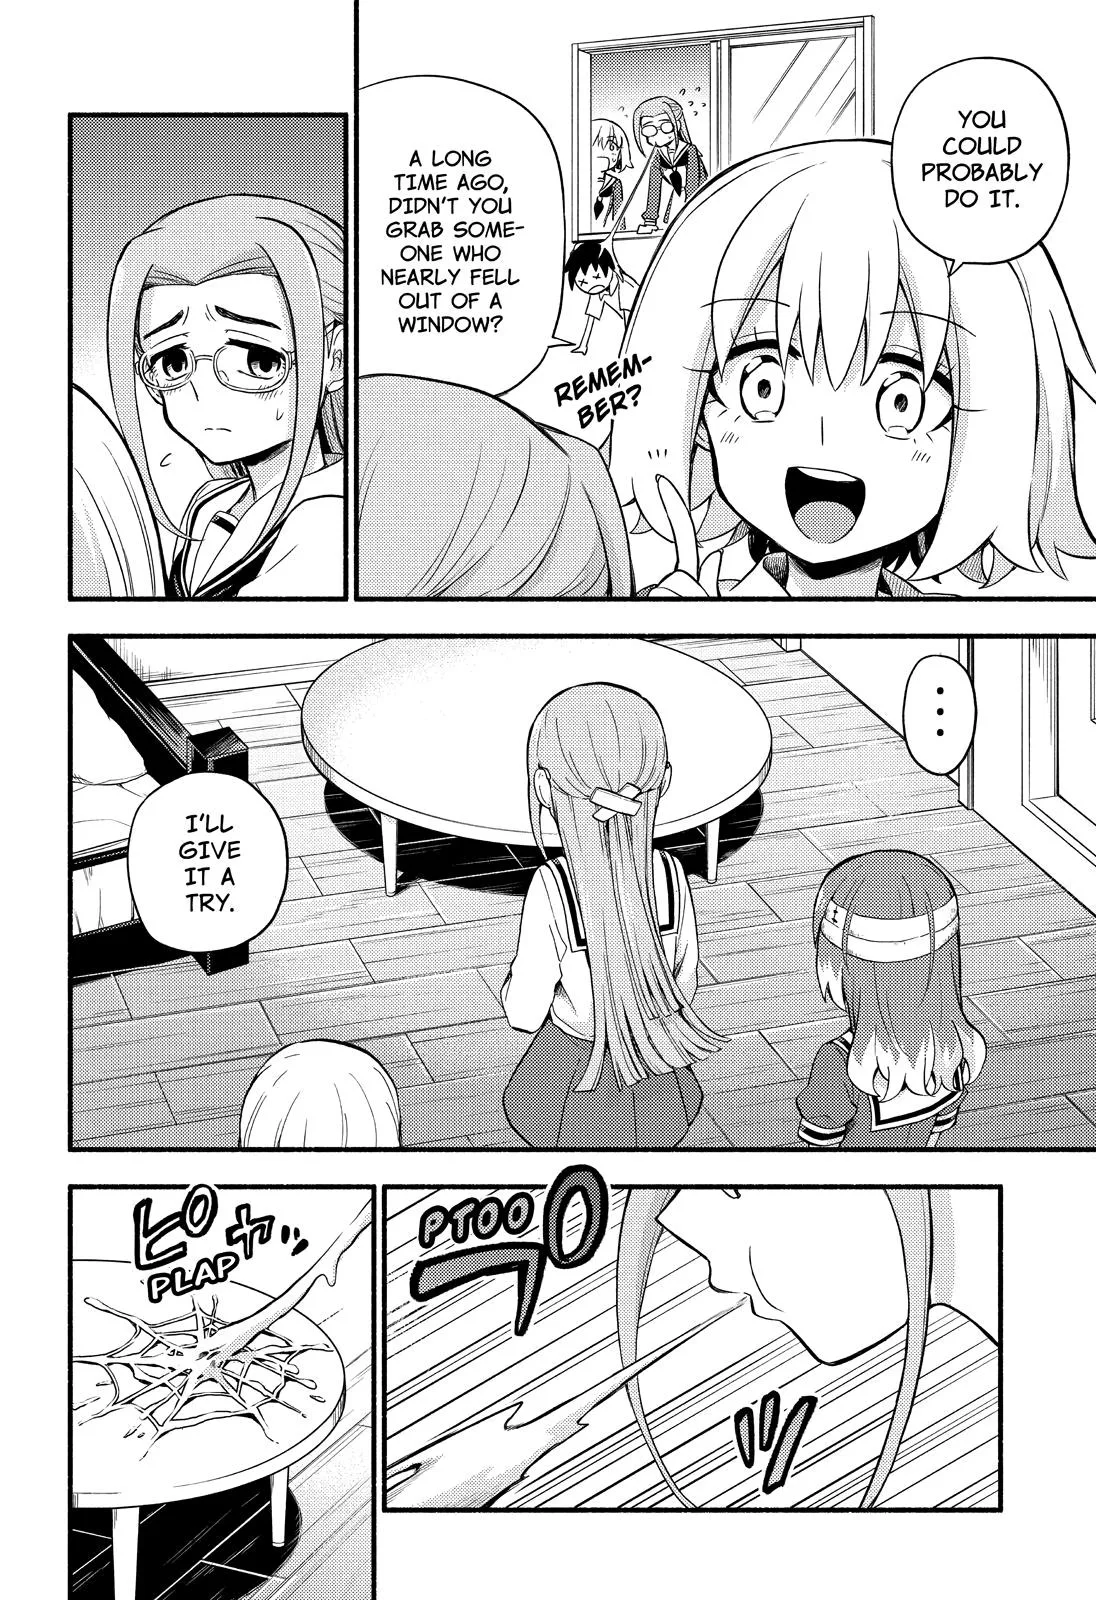 YOU
COULD
PROBABLY
DO IT.
A LONG
TIME AGO,
DIDN'T YOU
GRAB SOME-
ONE WHO
NEARLY FELL
OUT OF A
WINDOW?
REMEM-
BER?
...
I'LL
GIVE
IT A
TRY.
PTOO
プッ
PLAP
ピャッ